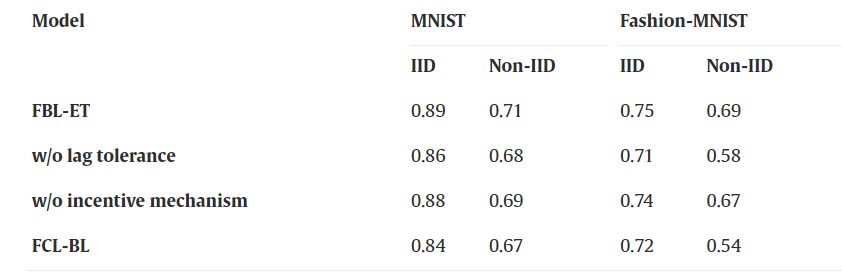 Model MNIST Fashion-MNIST
IID Non-IID IID Non-IID
FBL-ET 0.89 0.71 0.75 0.69
w/o lag tolerance 0.86 0.68 0.71 0.58
w/o incentive mechanism 0.88 0.69 0.74 0.67
FCL-BL 0.84 0.67 0.72 0.54